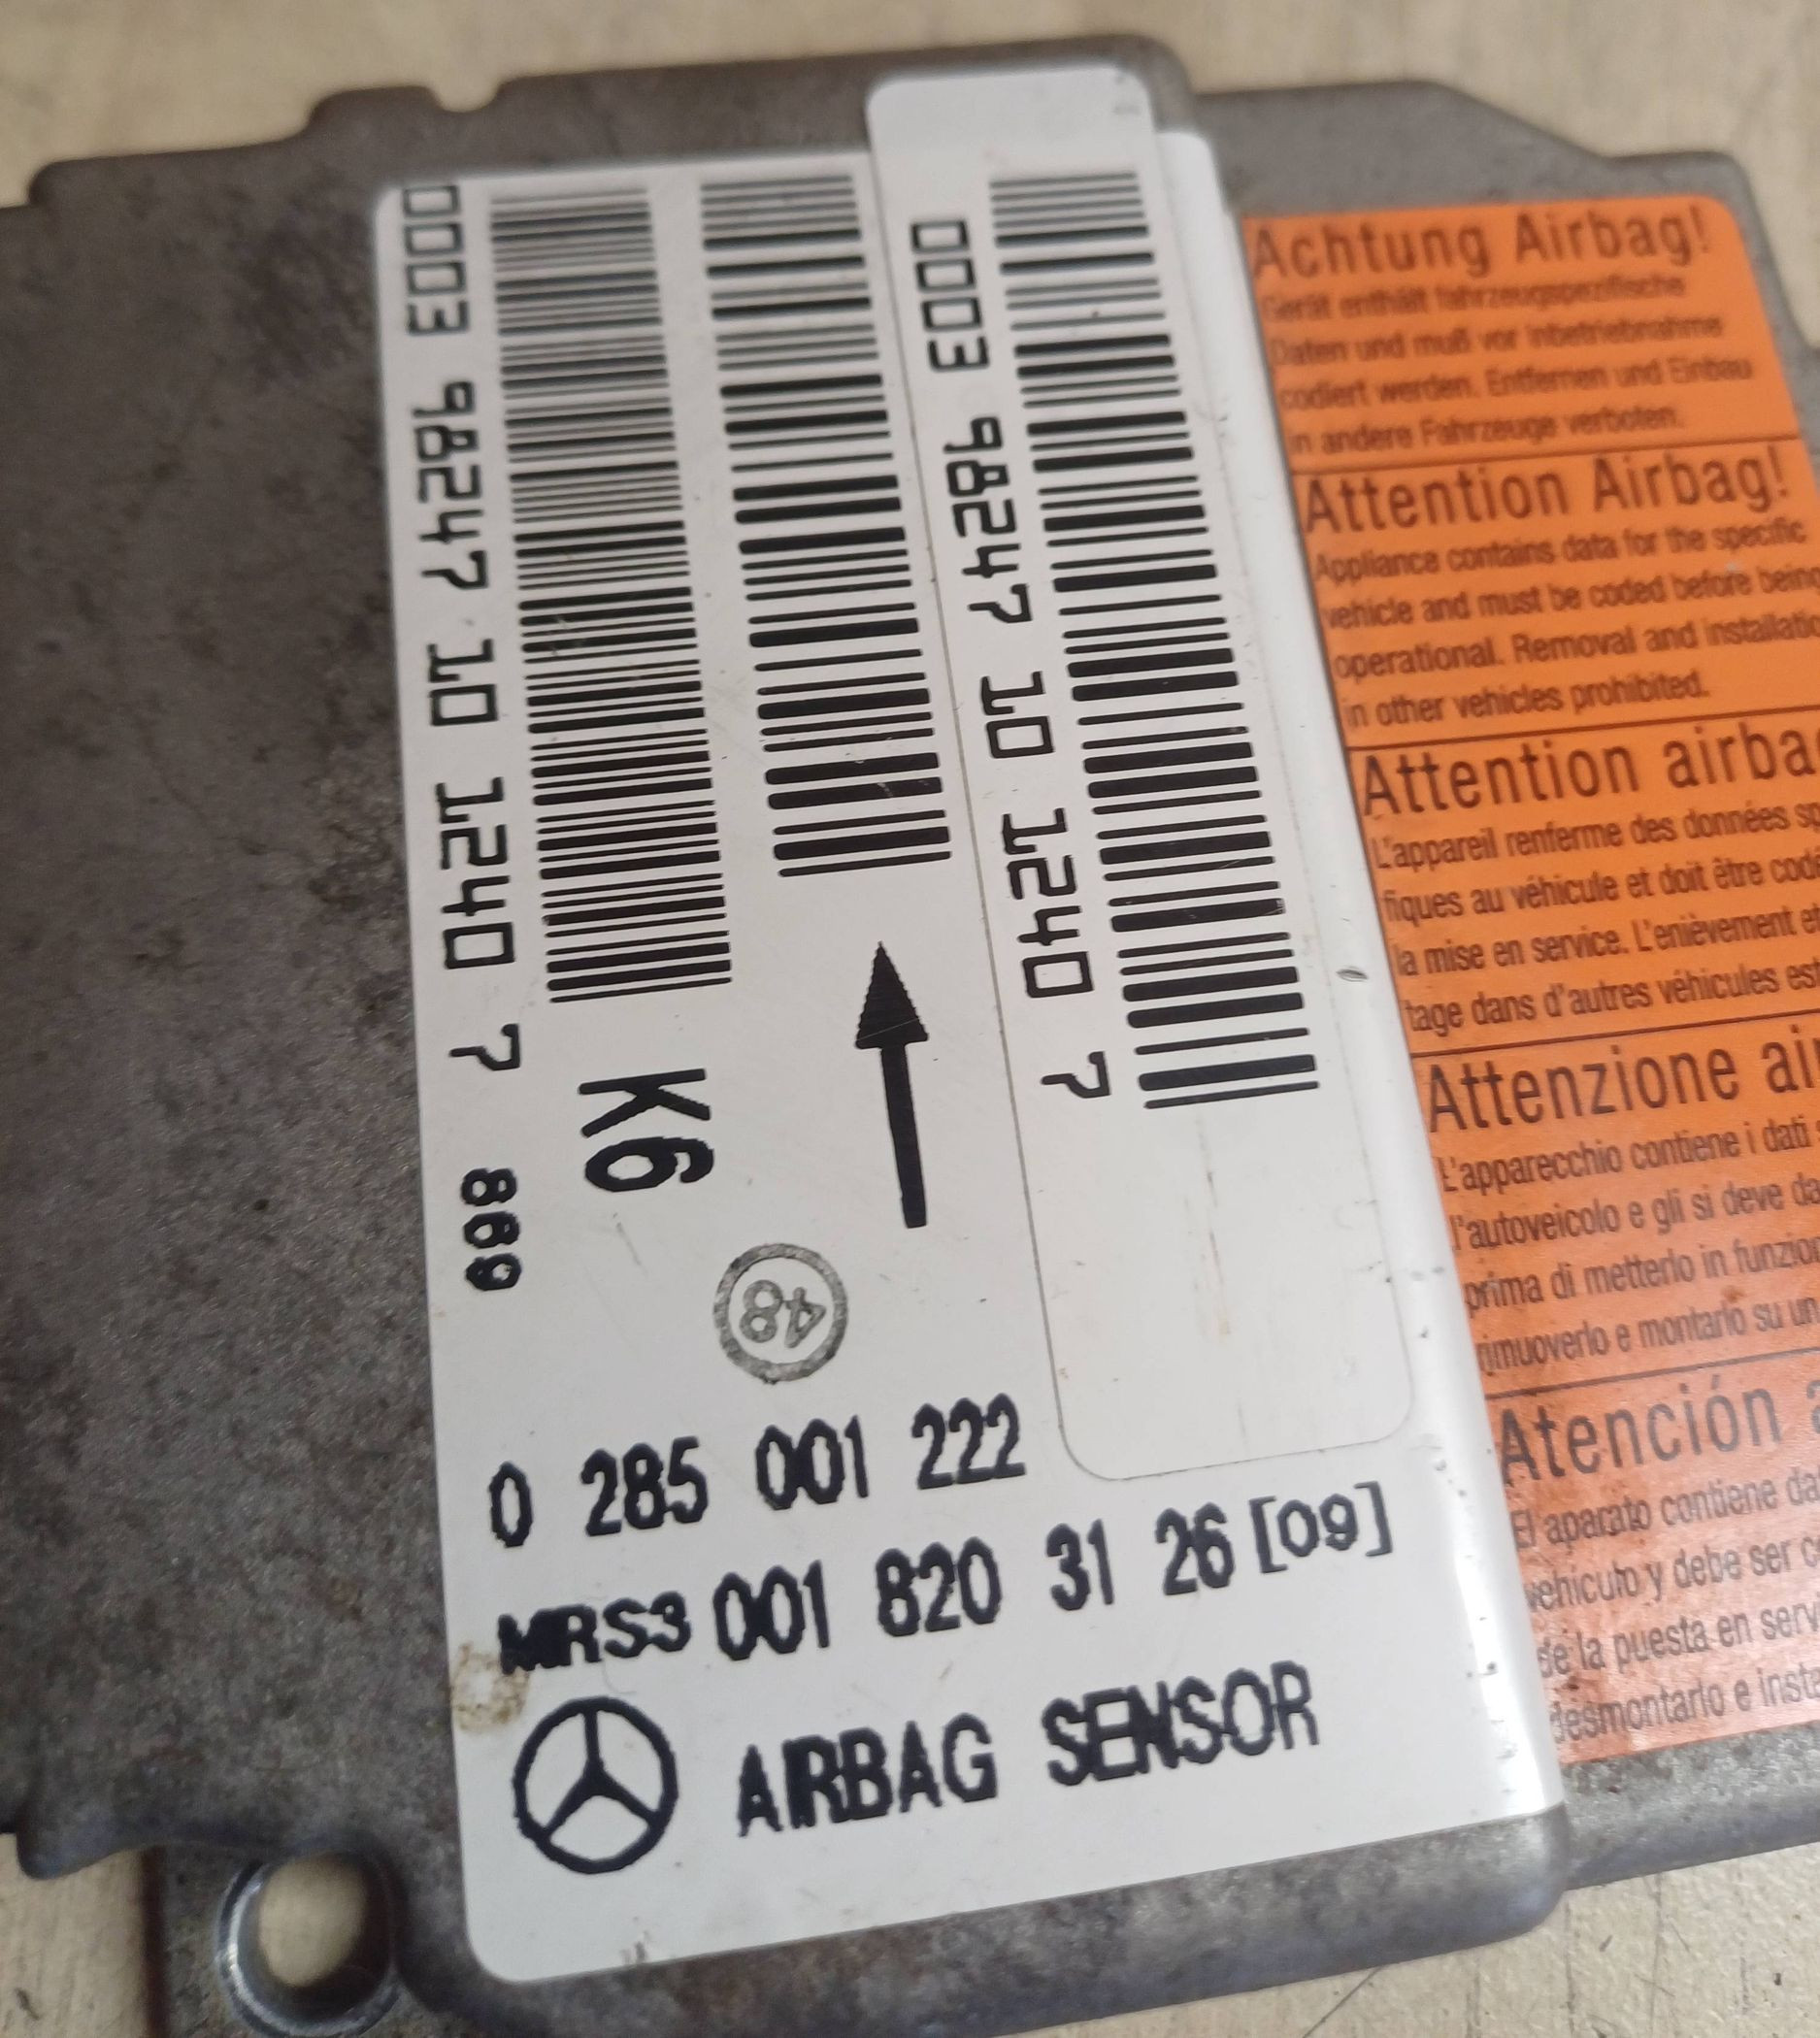 0003 98247 10 1240 7 869
K6
0003 98247 10 1240 7
48
0 285 001 222
MRS3 001 820 31 26 [09]
AIRBAG SENSOR
Achtung Airbag!
Gerät enthält fahrzeugspezifische
Daten und muß vor Inbetriebnahme
codiert werden. Entfernen und Einbau
in andere Fahrzeuge verboten.
Attention Airbag!
Appliance contains data for the specific
vehicle and must be coded before being
operational. Removal and installatio
in other vehicles prohibited.
Attention airba
L'appareil renferme des données sp
fiques au véhicule et doit être codé
la mise en service. L'enièvement et
tage dans d'autres véhicules est
Attenzione air
L'apparecchio contiene i dati
l'autoveicolo e gli si deve da
prima di metterlo in funzion
rimuoverlo e montarlo su un
Atención a
El aparato contiene da
vehículo y debe ser co
de la puesta en serv
desmontarlo e insta